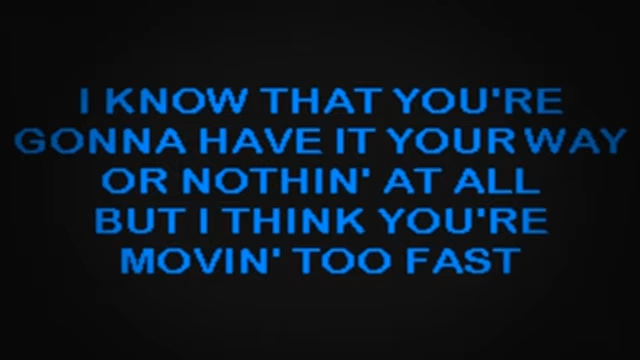 I KNOW THAT YOU'RE
GONNA HAVE IT YOUR WAY
OR NOTHIN' AT ALL
BUT I THINK YOU'RE
MOVIN' TOO FAST